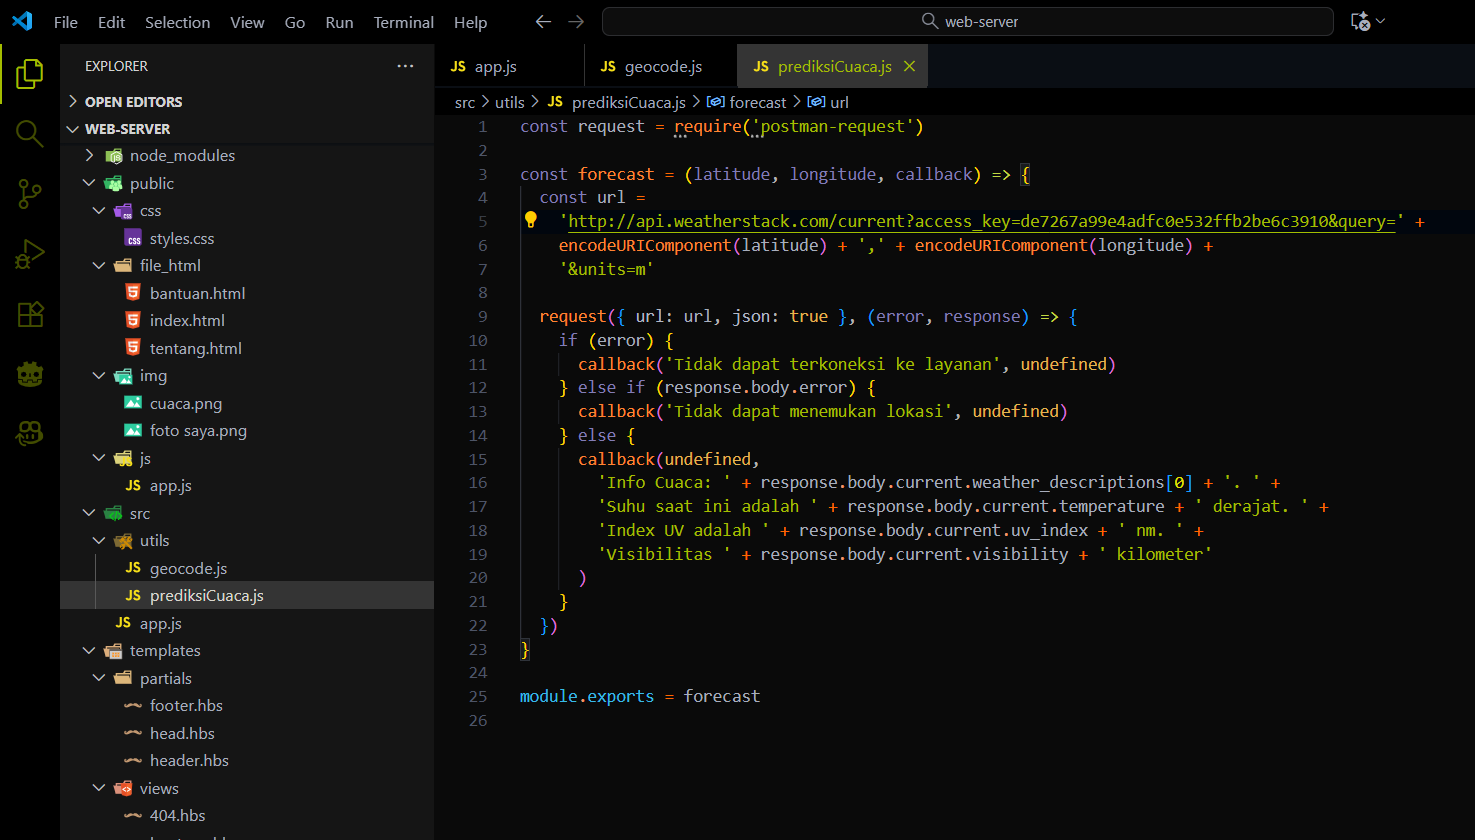 File Edit Selection View Go Run Terminal Help
web-server
EXPLORER
OPEN EDITORS
WEB-SERVER
node_modules
public
css
styles.css
file_html
bantuan.html
index.html
tentang.html
img
cuaca.png
foto saya.png
js
JS app.js
src
utils
JS geocode.js
JS prediksiCuaca.js
JS app.js
templates
partials
footer.hbs
head.hbs
header.hbs
views
404.hbs
JS app.js JS geocode.js JS prediksiCuaca.js
src > utils > JS prediksiCuaca.js > forecast > url
1 const request = require('postman-request')
2
3 const forecast = (latitude, longitude, callback) => {
4 const url =
5 'http://api.weatherstack.com/current?access_key=de7267a99e4adfc0e532ffb2be6c3910&query=' +
6 encodeURIComponent(latitude) + ',' + encodeURIComponent(longitude) +
7 '&units=m'
8
9 request({ url: url, json: true }, (error, response) => {
10 if (error) {
11 callback('Tidak dapat terkoneksi ke layanan', undefined)
12 } else if (response.body.error) {
13 callback('Tidak dapat menemukan lokasi', undefined)
14 } else {
15 callback(undefined,
16 'Info Cuaca: ' + response.body.current.weather_descriptions[0] + '. ' +
17 'Suhu saat ini adalah ' + response.body.current.temperature + ' derajat. ' +
18 'Index UV adalah ' + response.body.current.uv_index + ' nm. ' +
19 'Visibilitas ' + response.body.current.visibility + ' kilometer'
20 )
21 }
22 })
23 }
24
25 module.exports = forecast
26